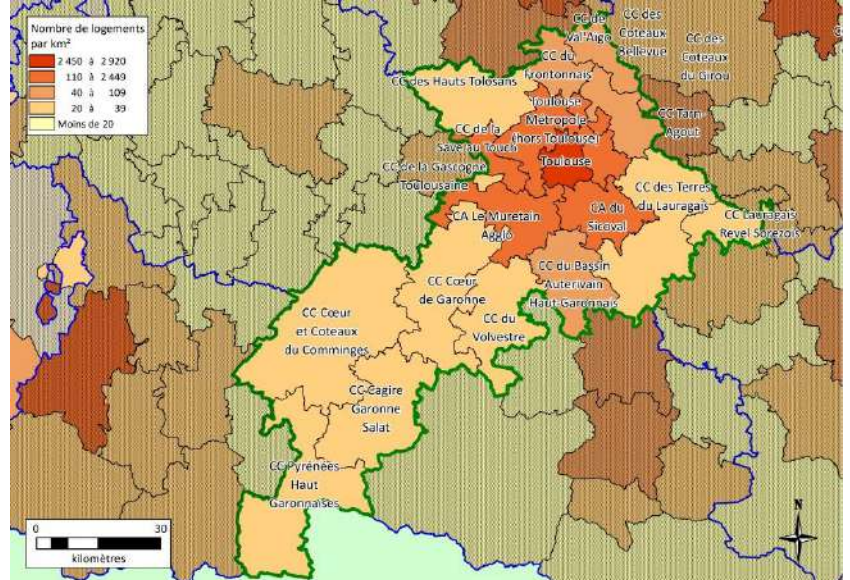 Nombre de logements
par km²
2 450 à 2 920
110 à 2 449
40 à 109
20 à 39
Moins de 20
CC de
Val'Aïgo
CC des
Coteaux
Bellevue
CC des
Coteaux
du Girou
CC du
Frontonnais
CC des Hauts Tolosans
Toulouse
Métropole
(hors Toulouse)
Toulouse
CC Tarn-
Agout
CC de la
Save au Touch
CC de la Gascogne
Toulousaine
CC des Terres
du Lauragais
CC Lauragais
Revel Sorezois
CA Le Muretain
Agglo
CA du
Sicoval
CC du Bassin
Auterivain
Haut-Garonnais
CC Cœur
de Garonne
CC du
Volvestre
CC Cœur
et Coteaux
du Comminges
CC Cagire
Garonne
Salat
CC Pyrénées
Haut
Garonnaises
0 30
kilomètres
N